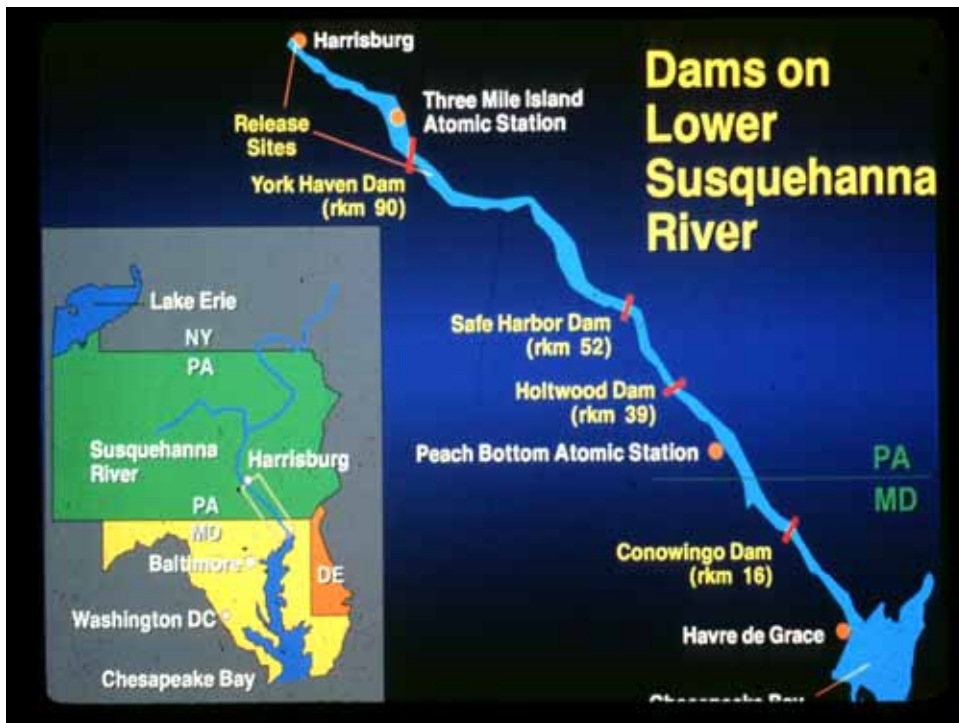 Dams on
Lower
Susquehanna
River
Harrisburg
Three Mile Island
Atomic Station
Release
Sites
York Haven Dam
(rkm 90)
Safe Harbor Dam
(rkm 52)
Holtwood Dam
(rkm 39)
Peach Bottom Atomic Station
PA
MD
Conowingo Dam
(rkm 16)
Havre de Grace
Chesapeake Bay
Lake Erie
NY
PA
Susquehanna
River
Harrisburg
PA
MD
Baltimore
DE
Washington DC
Chesapeake Bay